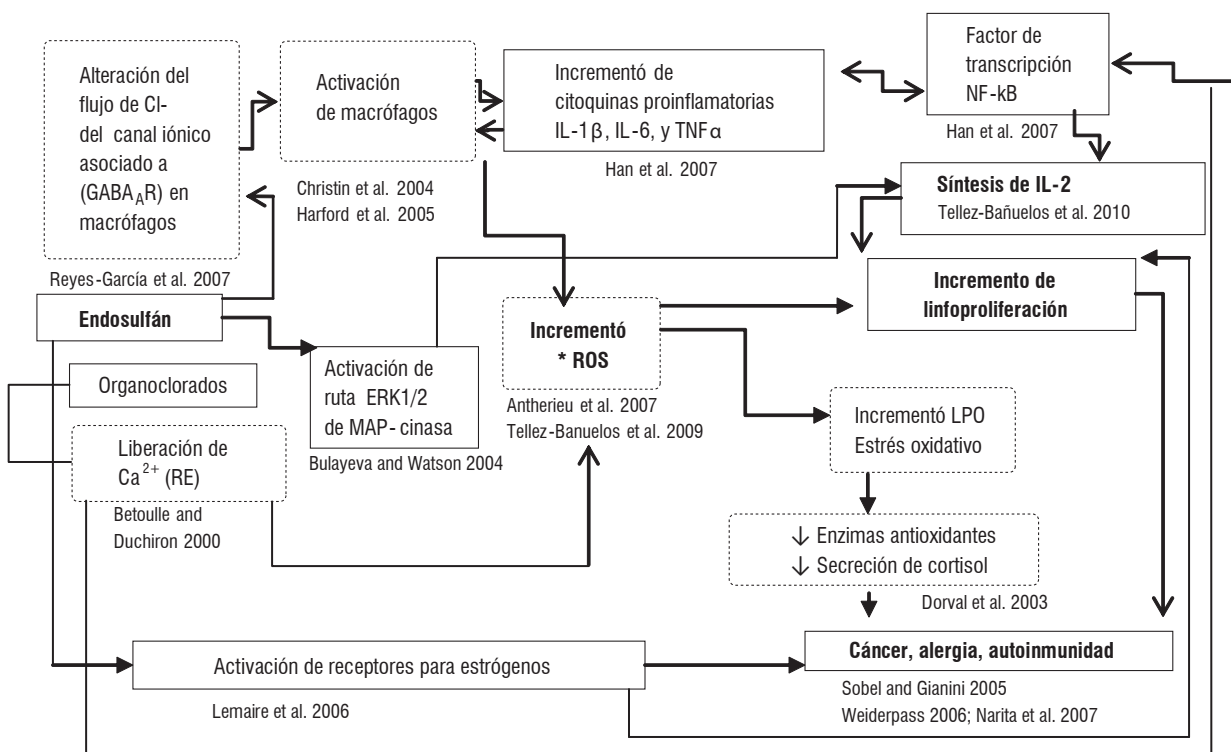 Alteración del
flujo de Cl-
del canal iónico
asociado a
(GABA_AR) en
macrófagos
Reyes-García et al. 2007
Activación
de macrófagos
Christin et al. 2004
Harford et al. 2005
Incrementó de
citoquinas proinflamatorias
IL-1β, IL-6, y TNFα
Han et al. 2007
Factor de
transcripción
NF-kB
Han et al. 2007
Síntesis de IL-2
Tellez-Bañuelos et al. 2010
Incremento de
linfoproliferación
Endosulfán
Organoclorados
Activación de
ruta ERK1/2
de MAP- cinasa
Bulayeva and Watson 2004
Incrementó
* ROS
Antherieu et al. 2007
Tellez-Banuelos et al. 2009
Liberación de
Ca²⁺ (RE)
Betoulle and
Duchiron 2000
Incrementó LPO
Estrés oxidativo
↓ Enzimas antioxidantes
↓ Secreción de cortisol
Dorval et al. 2003
Activación de receptores para estrógenos
Lemaire et al. 2006
Cáncer, alergia, autoinmunidad
Sobel and Gianini 2005
Weiderpass 2006; Narita et al. 2007